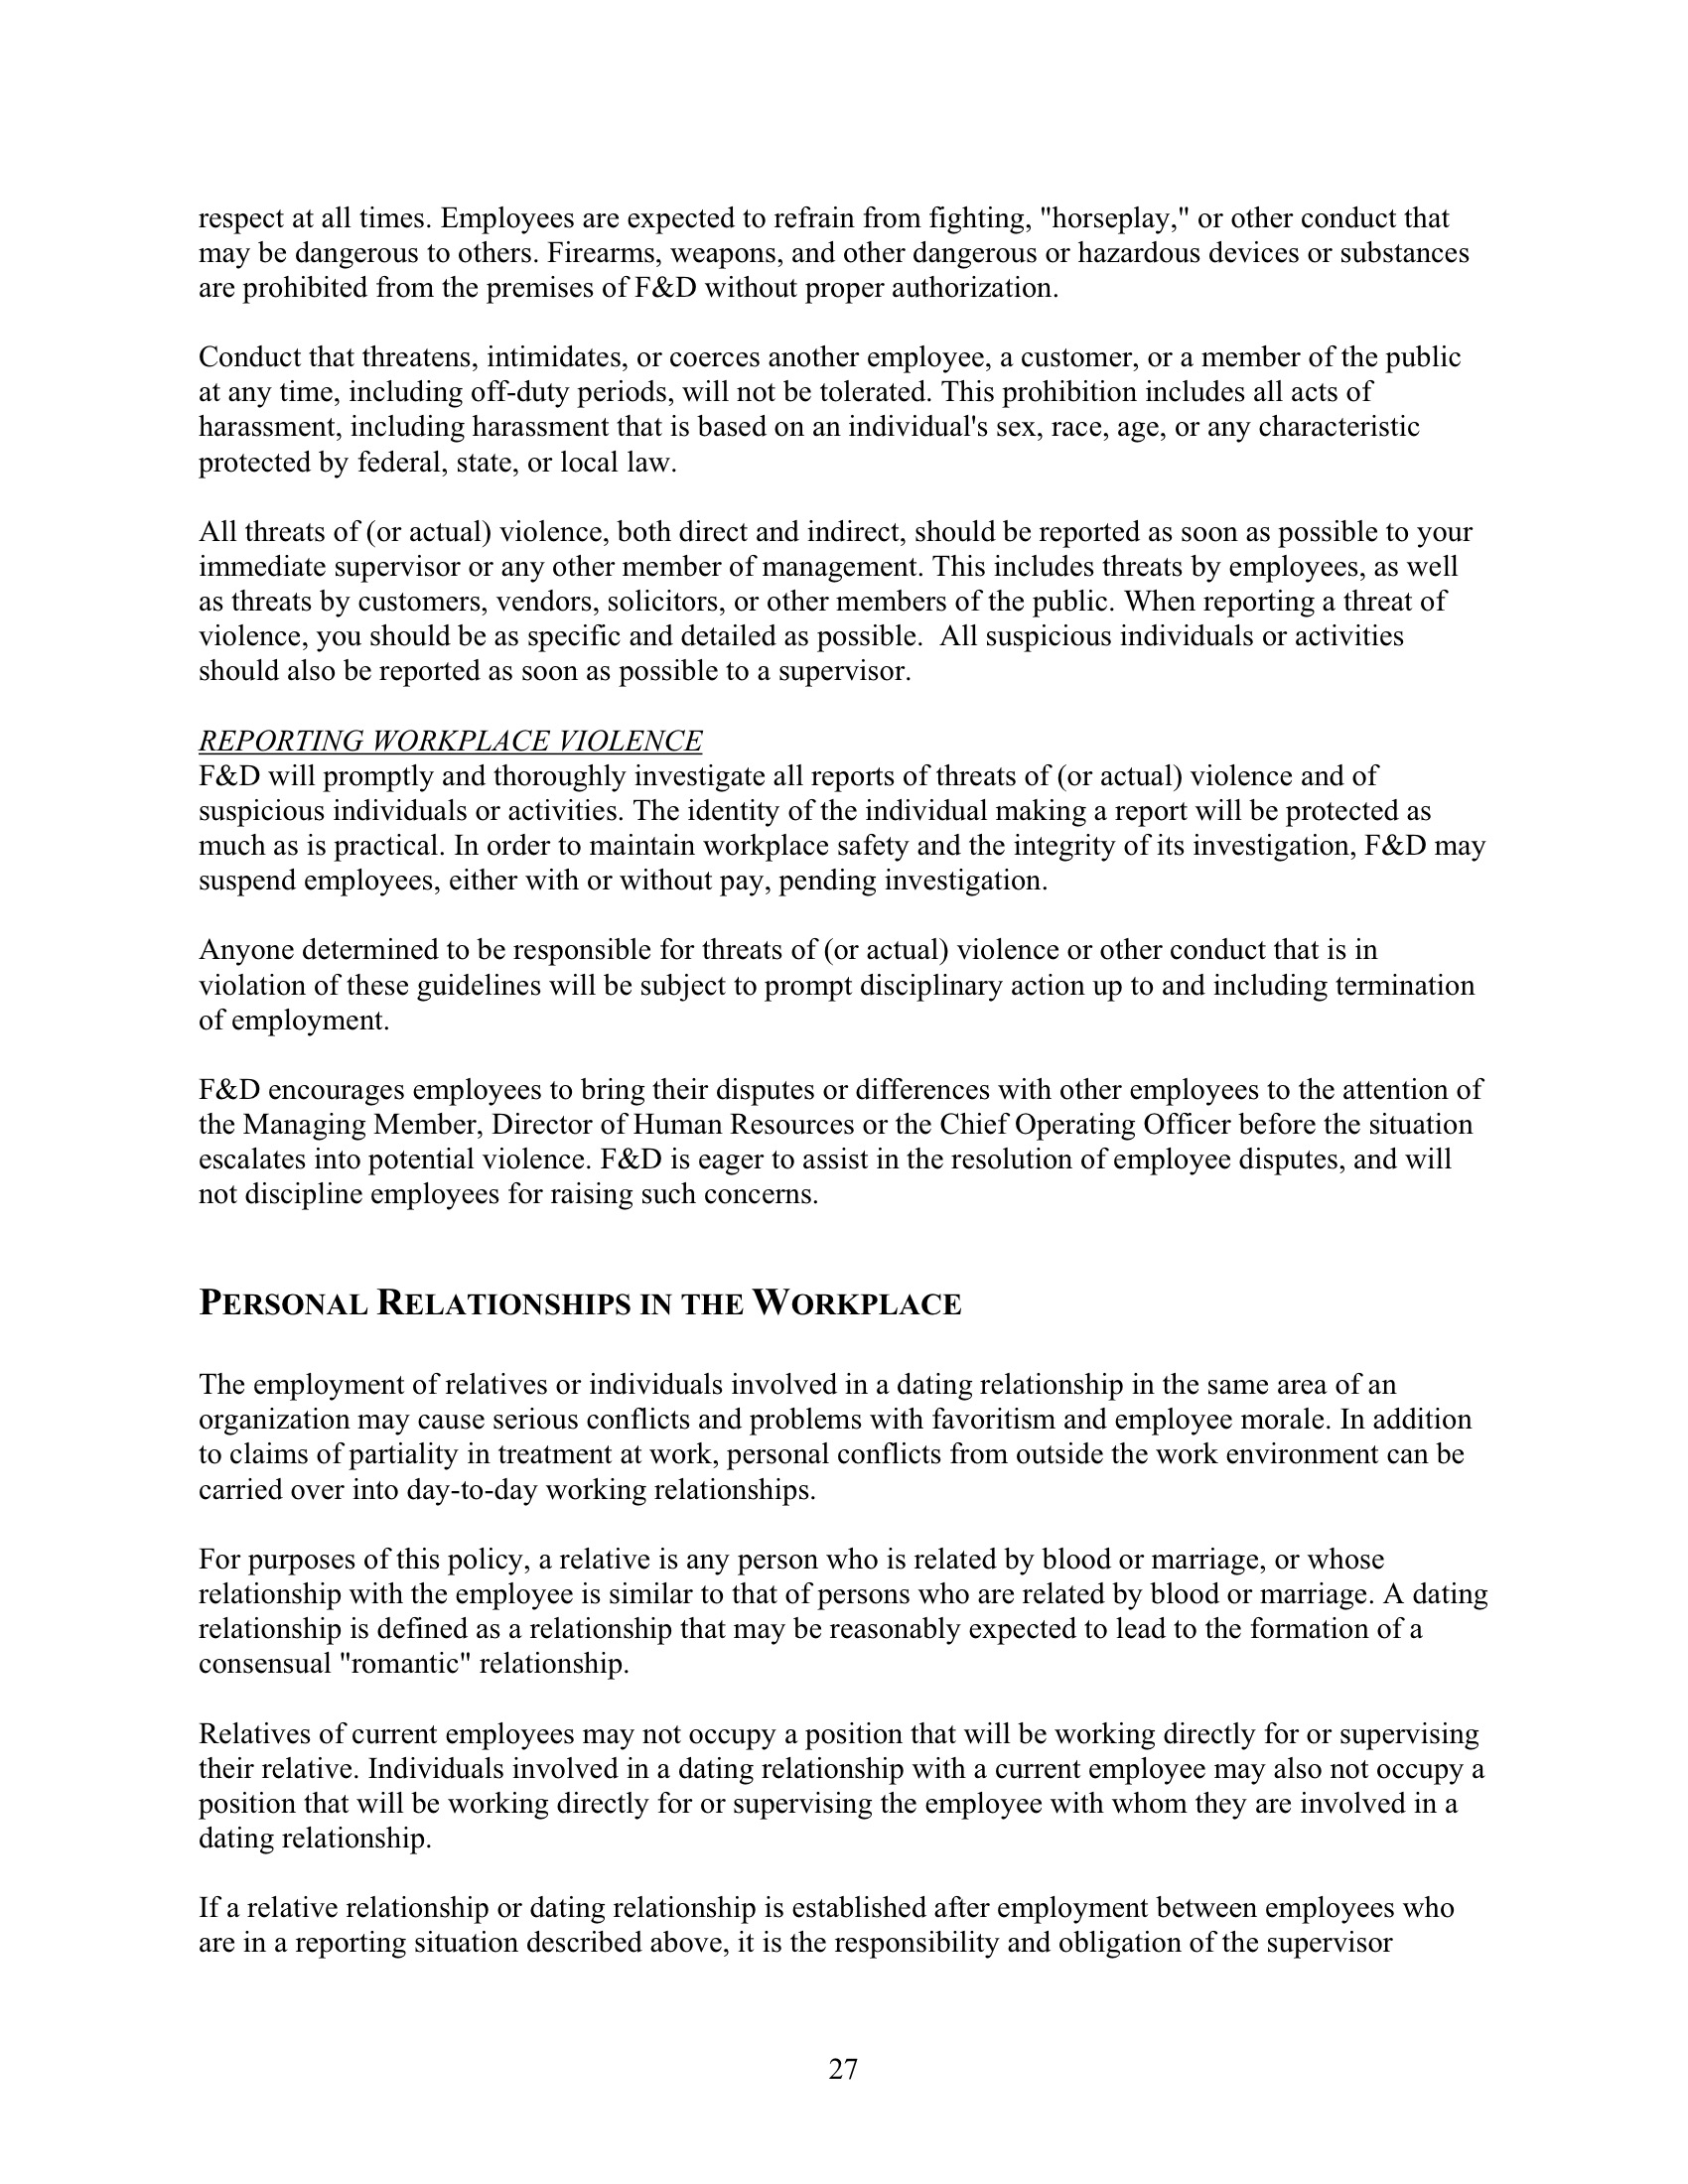 respect at all times. Employees are expected to refrain from fighting, "horseplay," or other conduct that
may be dangerous to others. Firearms, weapons, and other dangerous or hazardous devices or substances
are prohibited from the premises of F&D without proper authorization.
Conduct that threatens, intimidates, or coerces another employee, a customer, or a member of the public
at any time, including off-duty periods, will not be tolerated. This prohibition includes all acts of
harassment, including harassment that is based on an individual's sex, race, age, or any characteristic
protected by federal, state, or local law.
All threats of (or actual) violence, both direct and indirect, should be reported as soon as possible to your
immediate supervisor or any other member of management. This includes threats by employees, as well
as threats by customers, vendors, solicitors, or other members of the public. When reporting a threat of
violence, you should be as specific and detailed as possible.  All suspicious individuals or activities
should also be reported as soon as possible to a supervisor.
REPORTING WORKPLACE VIOLENCE
F&D will promptly and thoroughly investigate all reports of threats of (or actual) violence and of
suspicious individuals or activities. The identity of the individual making a report will be protected as
much as is practical. In order to maintain workplace safety and the integrity of its investigation, F&D may
suspend employees, either with or without pay, pending investigation.
Anyone determined to be responsible for threats of (or actual) violence or other conduct that is in
violation of these guidelines will be subject to prompt disciplinary action up to and including termination
of employment.
F&D encourages employees to bring their disputes or differences with other employees to the attention of
the Managing Member, Director of Human Resources or the Chief Operating Officer before the situation
escalates into potential violence. F&D is eager to assist in the resolution of employee disputes, and will
not discipline employees for raising such concerns.
PERSONAL RELATIONSHIPS IN THE WORKPLACE
The employment of relatives or individuals involved in a dating relationship in the same area of an
organization may cause serious conflicts and problems with favoritism and employee morale. In addition
to claims of partiality in treatment at work, personal conflicts from outside the work environment can be
carried over into day-to-day working relationships.
For purposes of this policy, a relative is any person who is related by blood or marriage, or whose
relationship with the employee is similar to that of persons who are related by blood or marriage. A dating
relationship is defined as a relationship that may be reasonably expected to lead to the formation of a
consensual "romantic" relationship.
Relatives of current employees may not occupy a position that will be working directly for or supervising
their relative. Individuals involved in a dating relationship with a current employee may also not occupy a
position that will be working directly for or supervising the employee with whom they are involved in a
dating relationship.
If a relative relationship or dating relationship is established after employment between employees who
are in a reporting situation described above, it is the responsibility and obligation of the supervisor
27